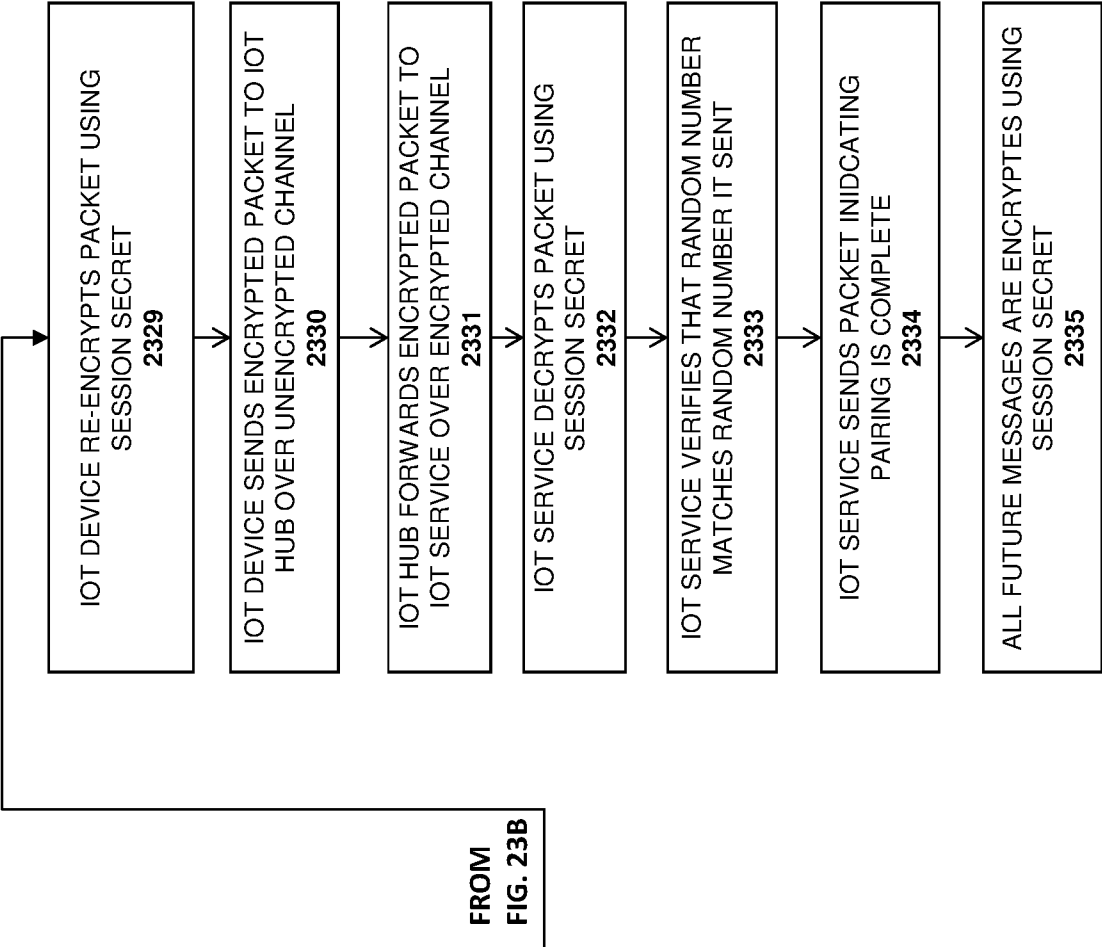 FROM
FIG. 23B
IOT DEVICE RE-ENCRYPTS PACKET USING
SESSION SECRET
2329
IOT DEVICE SENDS ENCRYPTED PACKET TO IOT
HUB OVER UNENCRYPTED CHANNEL
2330
IOT HUB FORWARDS ENCRYPTED PACKET TO
IOT SERVICE OVER ENCRYPTED CHANNEL
2331
IOT SERVICE DECRYPTS PACKET USING
SESSION SECRET
2332
IOT SERVICE VERIFIES THAT RANDOM NUMBER
MATCHES RANDOM NUMBER IT SENT
2333
IOT SERVICE SENDS PACKET INIDCATING
PAIRING IS COMPLETE
2334
ALL FUTURE MESSAGES ARE ENCRYPTES USING
SESSION SECRET
2335